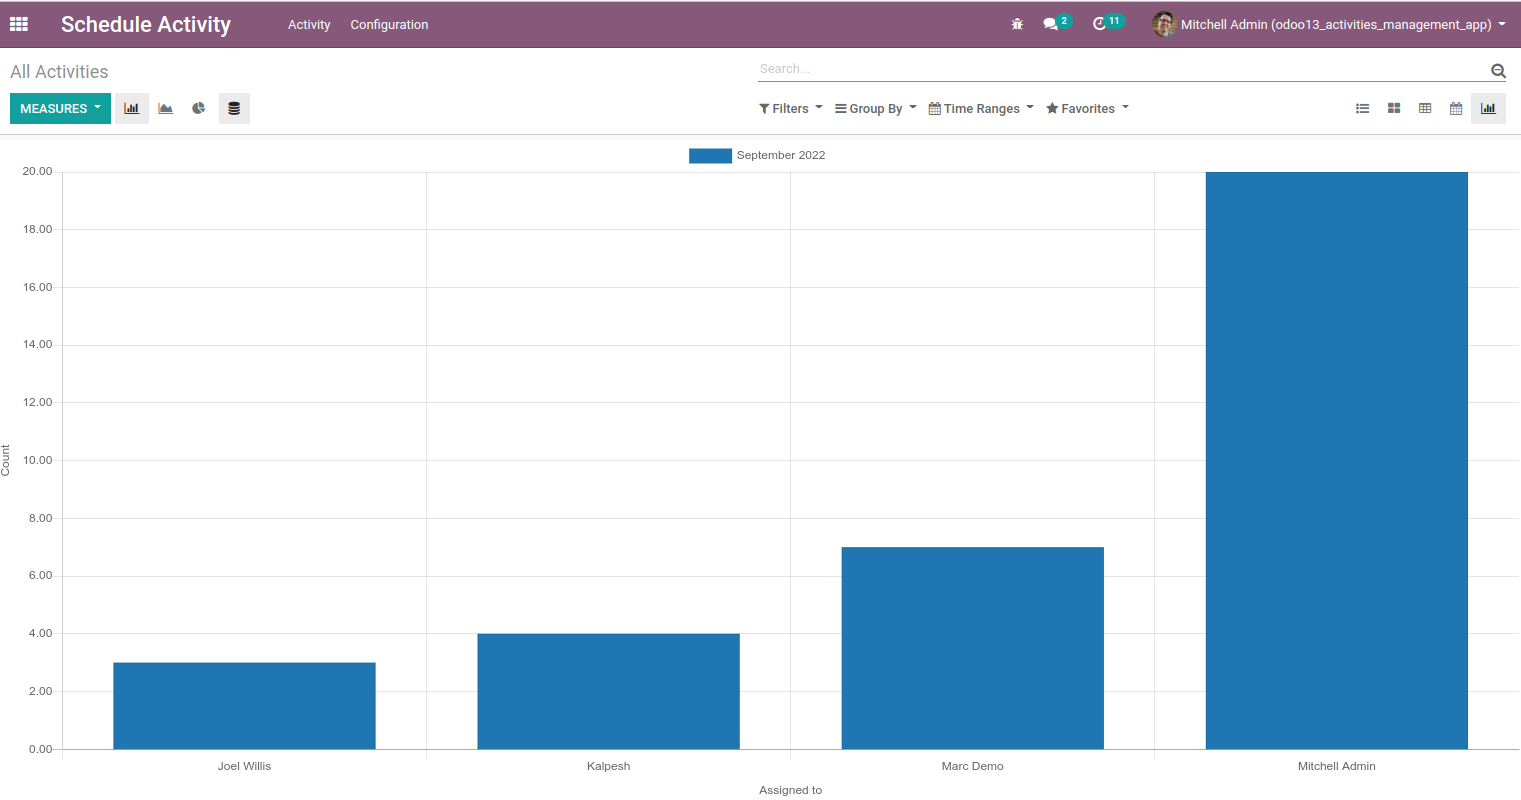 Schedule Activity Activity Configuration 2 11 Mitchell Admin (odoo13_activities_management_app)
All Activities Search...
MEASURES Filters Group By Time Ranges Favorites
September 2022
20.00
18.00
16.00
14.00
12.00
10.00
8.00
6.00
4.00
2.00
0.00
Count
Joel Willis Kalpesh Marc Demo Mitchell Admin
Assigned to